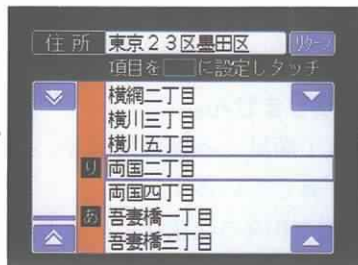 住所 東京23区墨田区 リターン
項目を に設定しタッチ
横網二丁目
横川三丁目
横川五丁目
り 両国二丁目
両国四丁目
あ 吾妻橋一丁目
吾妻橋三丁目